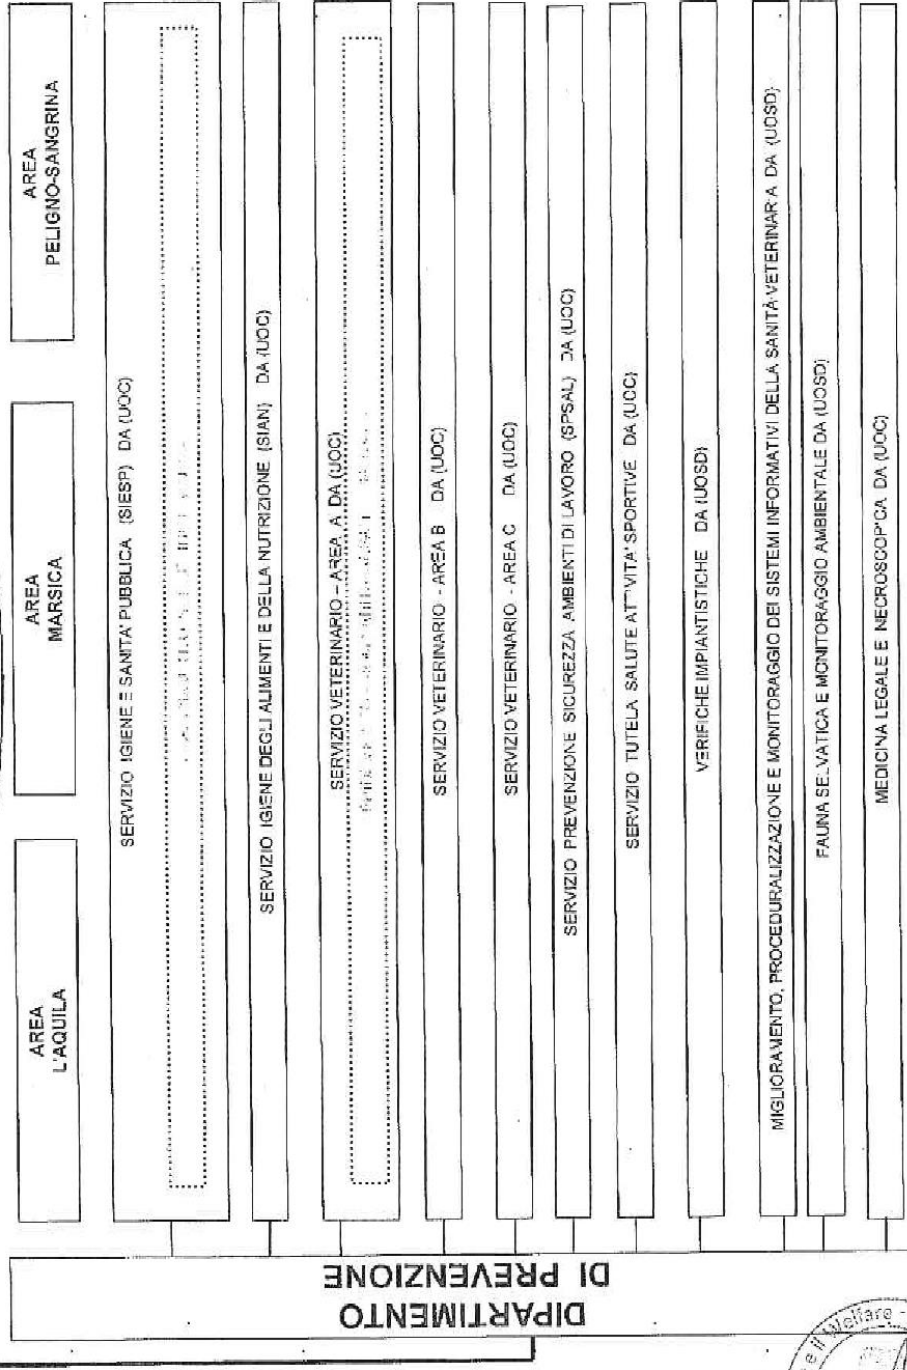 DIPARTIMENTO
DI PREVENZIONE
AREA
L'AQUILA
AREA
MARSICA
AREA
PELIGNO-SANGRINA
SERVIZIO IGIENE E SANITA' PUBBLICA (SIESP) DA (UOC)
SERVIZIO IGIENE DEGLI ALIMENTI E DELLA NUTRIZIONE (SIAN) DA (UOC)
SERVIZIO VETERINARIO – AREA A DA (UOC)
SERVIZIO VETERINARIO - AREA B DA (UOC)
SERVIZIO VETERINARIO - AREA C DA (UOC)
SERVIZIO PREVENZIONE SICUREZZA AMBIENTI DI LAVORO (SPSAL) DA (UOC)
SERVIZIO TUTELA SALUTE ATTIVITA' SPORTIVE DA (UOC)
VERIFICHE IMPIANTISTICHE DA (UOSD)
MIGLIORAMENTO, PROCEDURALIZZAZIONE E MONITORAGGIO DEI SISTEMI INFORMATIVI DELLA SANITÀ VETERINARIA DA (UOSD)
FAUNA SELVATICA E MONITORAGGIO AMBIENTALE DA (UOSD)
MEDICINA LEGALE E NECROSCOPICA DA (UOC)
e il Welfare -